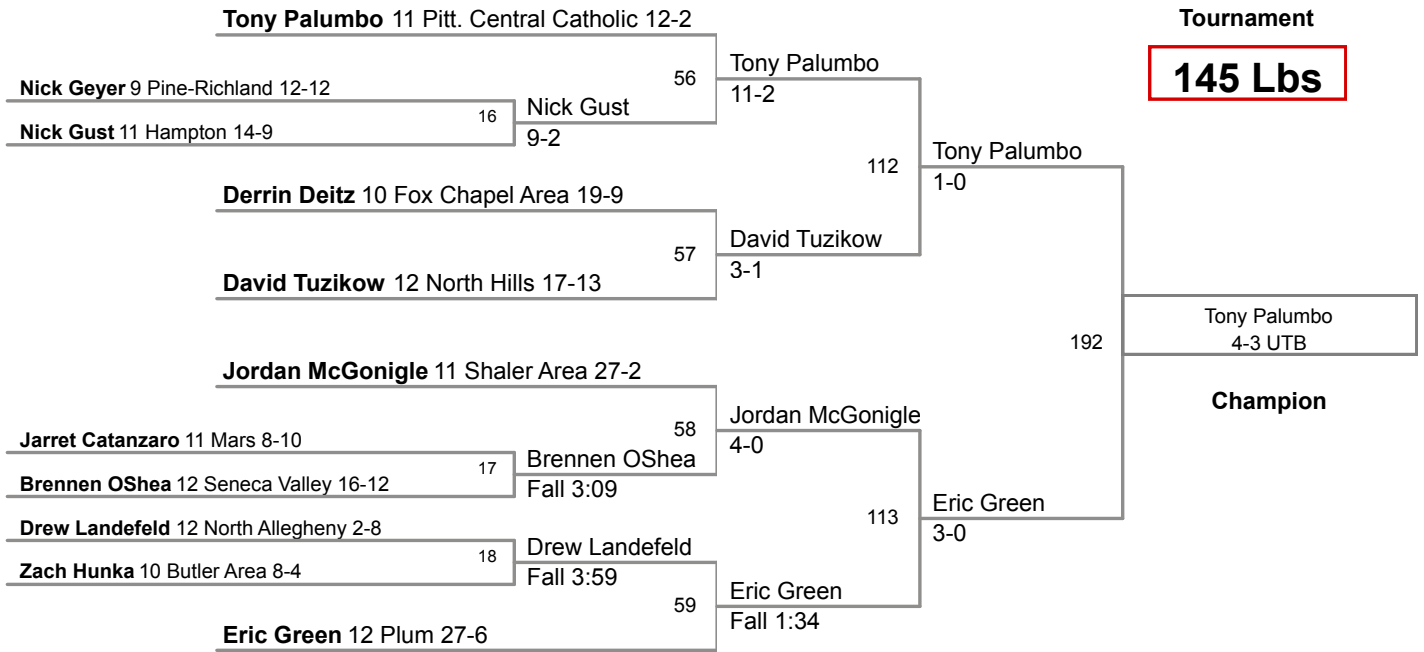 Tony Palumbo 11 Pitt. Central Catholic 12-2
Tournament
145 Lbs
Nick Geyer 9 Pine-Richland 12-12
56
Tony Palumbo
11-2
16
Nick Gust
9-2
Nick Gust 11 Hampton 14-9
112
Tony Palumbo
1-0
Derrin Deitz 10 Fox Chapel Area 19-9
57
David Tuzikow
3-1
David Tuzikow 12 North Hills 17-13
192
Tony Palumbo
4-3 UTB
Champion
Jordan McGonigle 11 Shaler Area 27-2
58
Jordan McGonigle
4-0
Jarret Catanzaro 11 Mars 8-10
17
Brennen OShea
Fall 3:09
Brennen OShea 12 Seneca Valley 16-12
113
Eric Green
3-0
Drew Landefeld 12 North Allegheny 2-8
18
Drew Landefeld
Fall 3:59
Zach Hunka 10 Butler Area 8-4
59
Eric Green
Fall 1:34
Eric Green 12 Plum 27-6